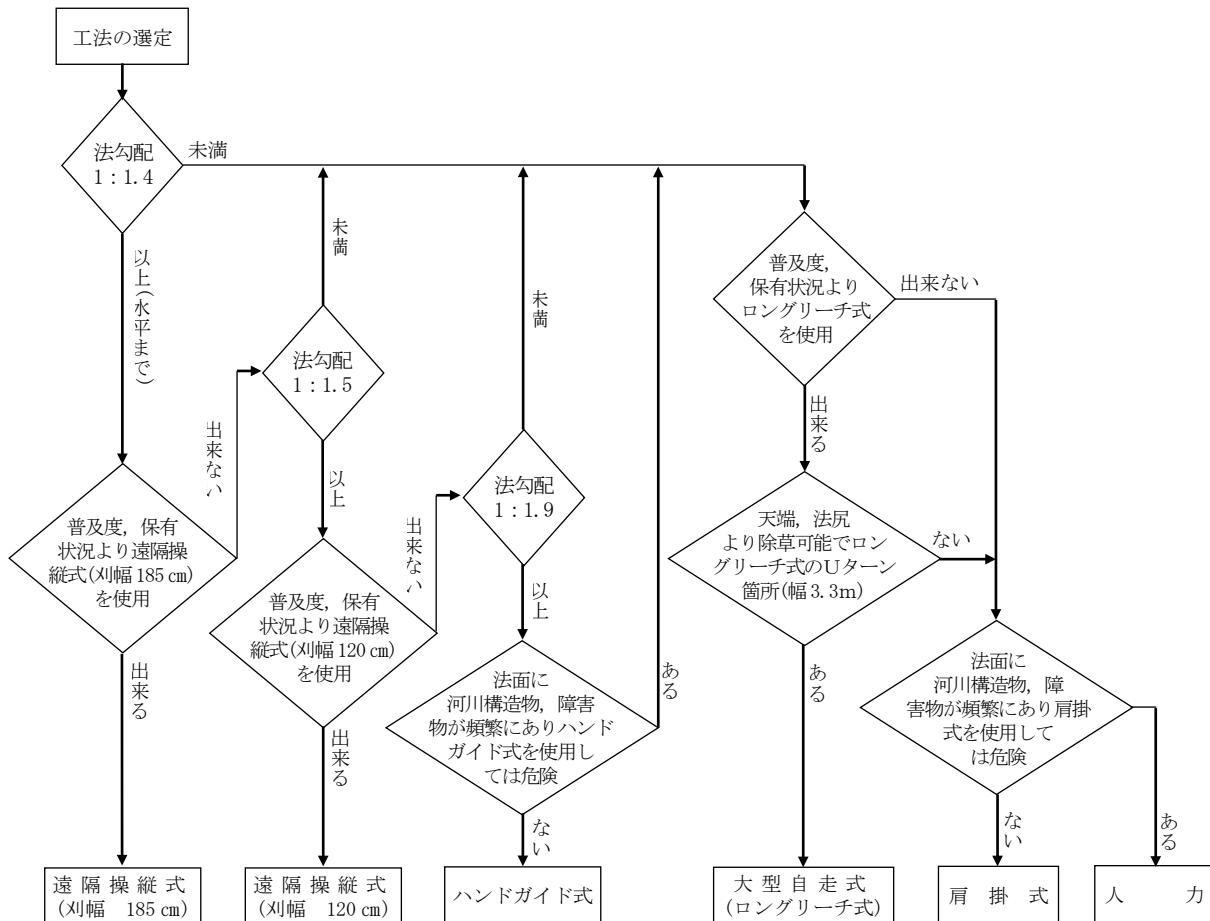 工法の選定
法勾配
1：1.4
未満
以上(水平まで)
普及度，保有
状況より遠隔操
縦式(刈幅 185 ㎝)
を使用
出来ない
出来る
遠隔操縦式
(刈幅　185 ㎝)
未満
法勾配
1：1.5
以上
普及度，保有
状況より遠隔操
縦式(刈幅 120 ㎝)
を使用
出来ない
出来る
遠隔操縦式
(刈幅　120 ㎝)
未満
法勾配
1：1.9
以上
法面に
河川構造物，障害
物が頻繁にありハンド
ガイド式を使用し
ては危険
ある
ない
ハンドガイド式
普及度，
保有状況より
ロングリーチ式
を使用
出来ない
出来る
天端，法尻
より除草可能でロン
グリーチ式のＵターン
箇所(幅 3.3ｍ)
ない
ある
大型自走式
(ロングリーチ式)
法面に
河川構造物，障
害物が頻繁にあり肩掛
式を使用して
は危険
ない
ある
肩　掛　式
人　　　力